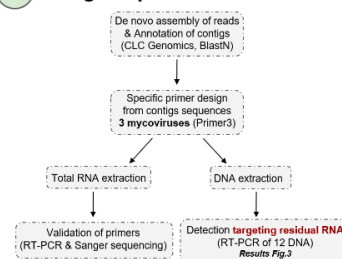 De novo assembly of reads
& Annotation of contigs
(CLC Genomics, BlastN)
Specific primer design
from contigs sequences
3 mycoviruses (Primer3)
Total RNA extraction
DNA extraction
Validation of primers
(RT-PCR & Sanger sequencing)
Detection targeting residual RNA
(RT-PCR of 12 DNA)
Results Fig.3